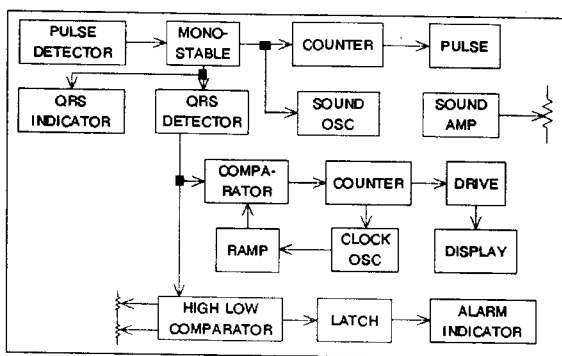 PULSE
DETECTOR
MONO-
STABLE
COUNTER
PULSE
QRS
INDICATOR
QRS
DETECTOR
SOUND
OSC
SOUND
AMP
COMPA-
RATOR
COUNTER
DRIVE
RAMP
CLOCK
OSC
DISPLAY
HIGH LOW
COMPARATOR
LATCH
ALARM
INDICATOR